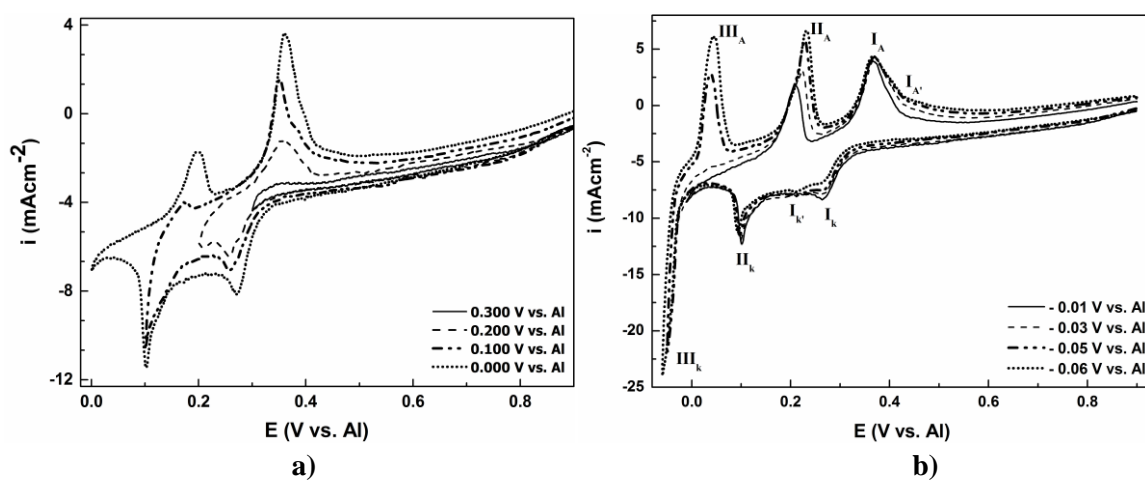 4
0
-4
-8
-12
i (mAcm⁻²)
0.300 V vs. Al
0.200 V vs. Al
0.100 V vs. Al
0.000 V vs. Al
0.0 0.2 0.4 0.6 0.8
E (V vs. Al)
a)
5
0
-5
-10
-15
-20
-25
i (mAcm⁻²)
III_A
II_A
I_A
I_A'
I_k'
I_k
II_k
III_k
- 0.01 V vs. Al
- 0.03 V vs. Al
- 0.05 V vs. Al
- 0.06 V vs. Al
0.0 0.2 0.4 0.6 0.8
E (V vs. Al)
b)